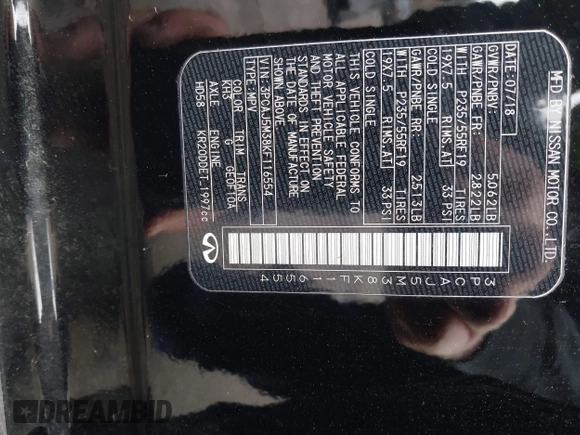 MFD BY NISSAN MOTOR CO., LTD.
DATE: 07/18
GVWR/PNBV: 5062LB
GAWR/PNBE FR: 2822LB
WITH P235/55RF19 TIRES
19X7.5 RIMS, AT 33 PSI
COLD SINGLE
GAWR/PNBE RR: 2513LB
WITH P235/55RF19 TIRES
19X7.5 RIMS, AT 33 PSI
COLD SINGLE
THIS VEHICLE CONFORMS TO
ALL APPLICABLE FEDERAL
MOTOR VEHICLE SAFETY
AND THEFT PREVENTION
STANDARDS IN EFFECT ON
THE DATE OF MANUFACTURE
SHOWN ABOVE.
VIN: 3PCAJ5M38KF116554
TYPE: MPV
COLOR TRIM TRANS
KH3 G GE0F10A
AXLE ENGINE
HD58 KR20DDET 1997cc
3PCAJ5M38KF116554
DREAMBID